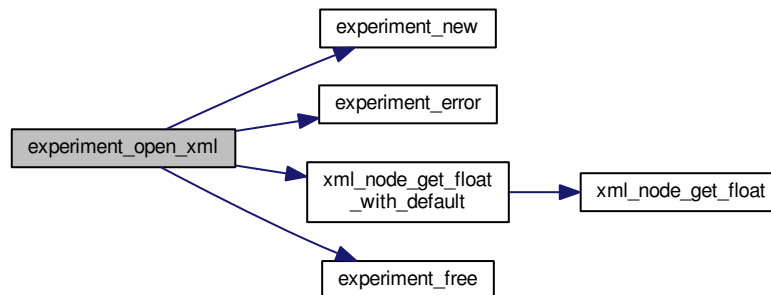 experiment_new
experiment_error
experiment_open_xml
xml_node_get_float
_with_default
xml_node_get_float
experiment_free